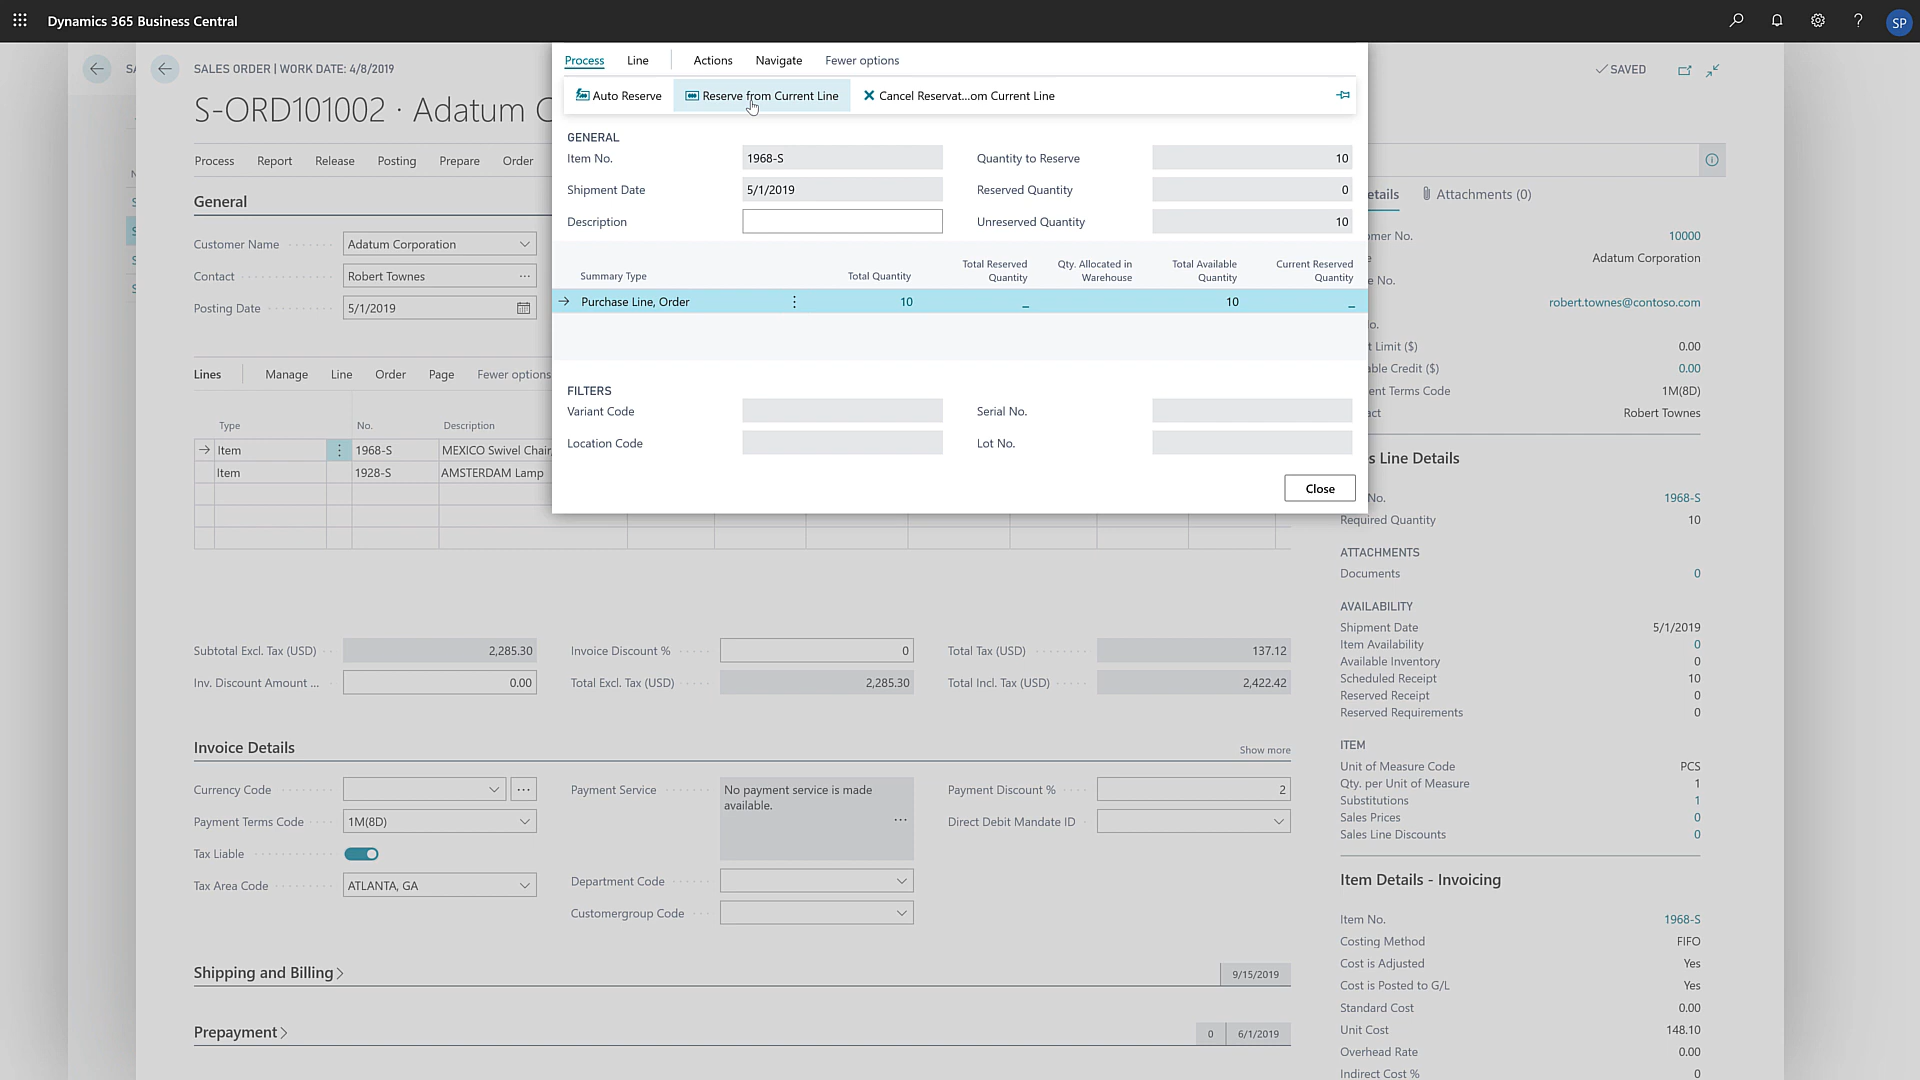 Dynamics 365 Business Central
SP
SALES ORDER | WORK DATE: 4/8/2019
SAVED
S-ORD101002 · Adatum C
Process Report Release Posting Prepare Order
General
Customer Name Adatum Corporation
Contact Robert Townes
Posting Date 5/1/2019
Lines Manage Line Order Page Fewer options
Type No. Description
Item 1968-S MEXICO Swivel Chair,
Item 1928-S AMSTERDAM Lamp
Process Line Actions Navigate Fewer options
Auto Reserve Reserve from Current Line Cancel Reservat...om Current Line
GENERAL
Item No. 1968-S Quantity to Reserve 10
Shipment Date 5/1/2019 Reserved Quantity 0
Description Unreserved Quantity 10
Summary Type Total Quantity Total Reserved Quantity Qty. Allocated in Warehouse Total Available Quantity Current Reserved Quantity
Purchase Line, Order 10 _ 10 _
FILTERS
Variant Code Serial No.
Location Code Lot No.
Close
Subtotal Excl. Tax (USD) 2,285.30 Invoice Discount % 0 Total Tax (USD) 137.12
Inv. Discount Amount ... 0.00 Total Excl. Tax (USD) 2,285.30 Total Incl. Tax (USD) 2,422.42
Invoice Details Show more
Currency Code Payment Service No payment service is made available. Payment Discount % 2
Payment Terms Code 1M(8D) Direct Debit Mandate ID
Tax Liable
Tax Area Code ATLANTA, GA Department Code
Customergroup Code
Shipping and Billing 9/15/2019
Prepayment 0 6/1/2019
etails Attachments (0)
mer No. 10000
Adatum Corporation
e No.
robert.townes@contoso.com
o.
t Limit ($) 0.00
able Credit ($) 0.00
ent Terms Code 1M(8D)
act Robert Townes
s Line Details
No. 1968-S
Required Quantity 10
ATTACHMENTS
Documents 0
AVAILABILITY
Shipment Date 5/1/2019
Item Availability 0
Available Inventory 0
Scheduled Receipt 10
Reserved Receipt 0
Reserved Requirements 0
ITEM
Unit of Measure Code PCS
Qty. per Unit of Measure 1
Substitutions 1
Sales Prices 0
Sales Line Discounts 0
Item Details - Invoicing
Item No. 1968-S
Costing Method FIFO
Cost is Adjusted Yes
Cost is Posted to G/L Yes
Standard Cost 0.00
Unit Cost 148.10
Overhead Rate 0.00
Indirect Cost % 0